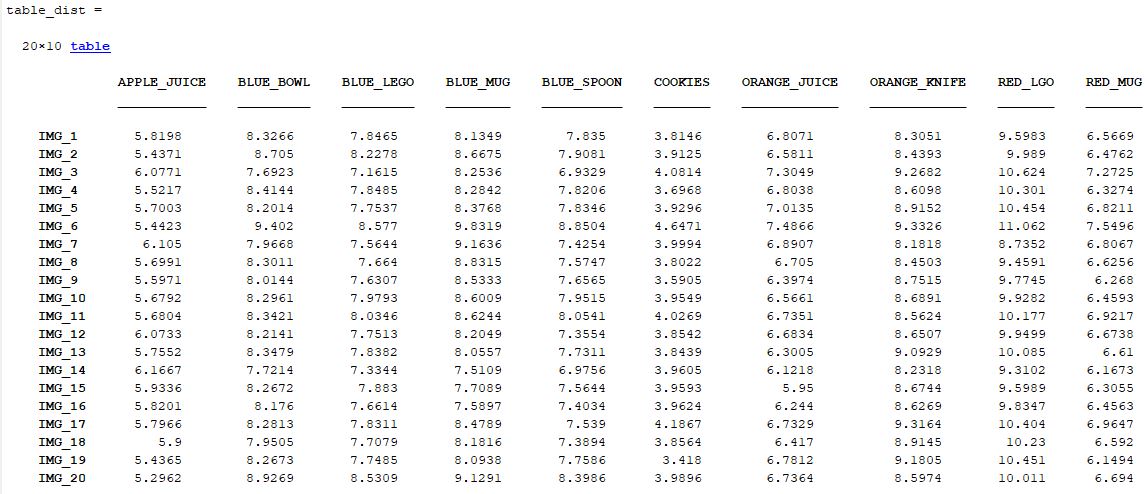 table_dist =
20×10 table
APPLE_JUICE BLUE_BOWL BLUE_LEGO BLUE_MUG BLUE_SPOON COOKIES ORANGE_JUICE ORANGE_KNIFE RED_LGO RED_MUG
IMG_1 5.8198 8.3266 7.8465 8.1349 7.835 3.8146 6.8071 8.3051 9.5983 6.5669
IMG_2 5.4371 8.705 8.2278 8.6675 7.9081 3.9125 6.5811 8.4393 9.989 6.4762
IMG_3 6.0771 7.6923 7.1615 8.2536 6.9329 4.0814 7.3049 9.2682 10.624 7.2725
IMG_4 5.5217 8.4144 7.8485 8.2842 7.8206 3.6968 6.8038 8.6098 10.301 6.3274
IMG_5 5.7003 8.2014 7.7537 8.3768 7.8346 3.9296 7.0135 8.9152 10.454 6.8211
IMG_6 5.4423 9.402 8.577 9.8319 8.8504 4.6471 7.4866 9.3326 11.062 7.5496
IMG_7 6.105 7.9668 7.5644 9.1636 7.4254 3.9994 6.8907 8.1818 8.7352 6.8067
IMG_8 5.6991 8.3011 7.664 8.8315 7.5747 3.8022 6.705 8.4503 9.4591 6.6256
IMG_9 5.5971 8.0144 7.6307 8.5333 7.6565 3.5905 6.3974 8.7515 9.7745 6.268
IMG_10 5.6792 8.2961 7.9793 8.6009 7.9515 3.9549 6.5661 8.6891 9.9282 6.4593
IMG_11 5.6804 8.3421 8.0346 8.6244 8.0541 4.0269 6.7351 8.5624 10.177 6.9217
IMG_12 6.0733 8.2141 7.7513 8.2049 7.3554 3.8542 6.6834 8.6507 9.9499 6.6738
IMG_13 5.7552 8.3479 7.8382 8.0557 7.7311 3.8439 6.3005 9.0929 10.085 6.61
IMG_14 6.1667 7.7214 7.3344 7.5109 6.9756 3.9605 6.1218 8.2318 9.3102 6.1673
IMG_15 5.9336 8.2672 7.883 7.7089 7.5644 3.9593 5.95 8.6744 9.5989 6.3055
IMG_16 5.8201 8.176 7.6614 7.5897 7.4034 3.9624 6.244 8.6269 9.8347 6.4563
IMG_17 5.7966 8.2813 7.8311 8.4789 7.539 4.1867 6.7329 9.3164 10.404 6.9647
IMG_18 5.9 7.9505 7.7079 8.1816 7.3894 3.8564 6.417 8.9145 10.23 6.592
IMG_19 5.4365 8.2673 7.7485 8.0938 7.7586 3.418 6.7812 9.1805 10.451 6.1494
IMG_20 5.2962 8.9269 8.5309 9.1291 8.3986 3.9896 6.7364 8.5974 10.011 6.694